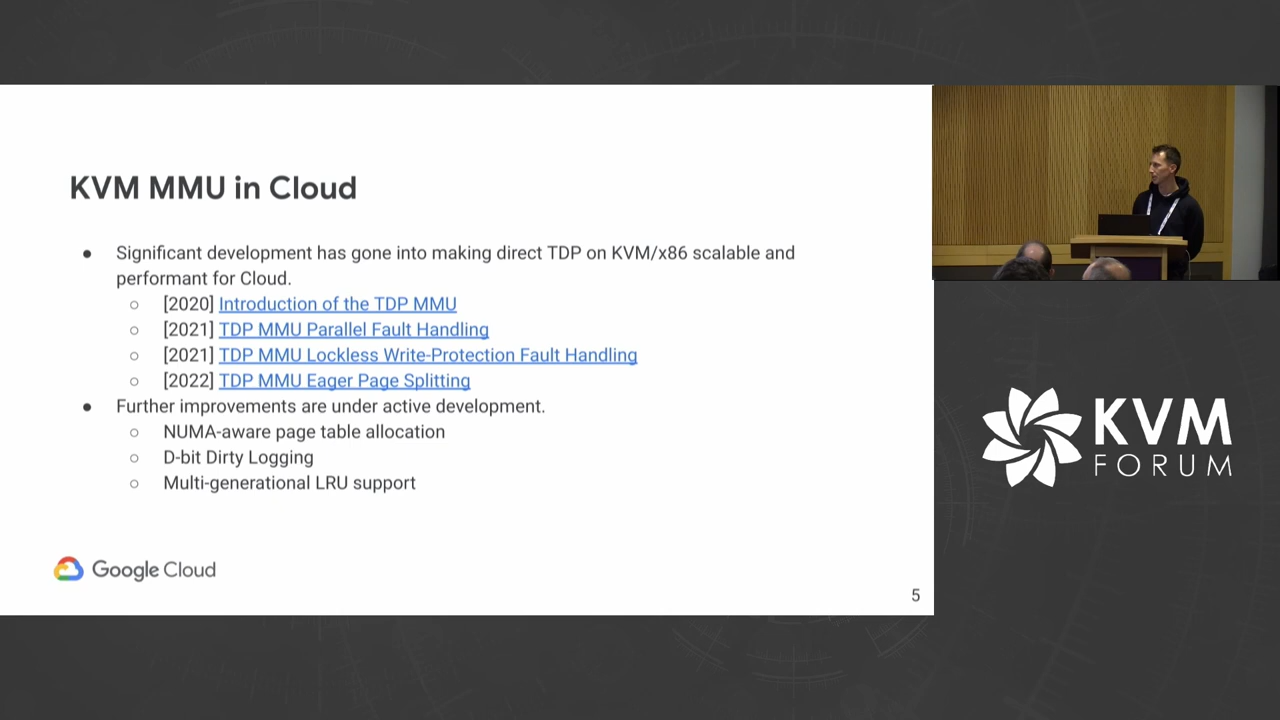 KVM MMU in Cloud
● Significant development has gone into making direct TDP on KVM/x86 scalable and
performant for Cloud.
○ [2020] Introduction of the TDP MMU
○ [2021] TDP MMU Parallel Fault Handling
○ [2021] TDP MMU Lockless Write-Protection Fault Handling
○ [2022] TDP MMU Eager Page Splitting
● Further improvements are under active development.
○ NUMA-aware page table allocation
○ D-bit Dirty Logging
○ Multi-generational LRU support
Google Cloud
5
KVM
FORUM